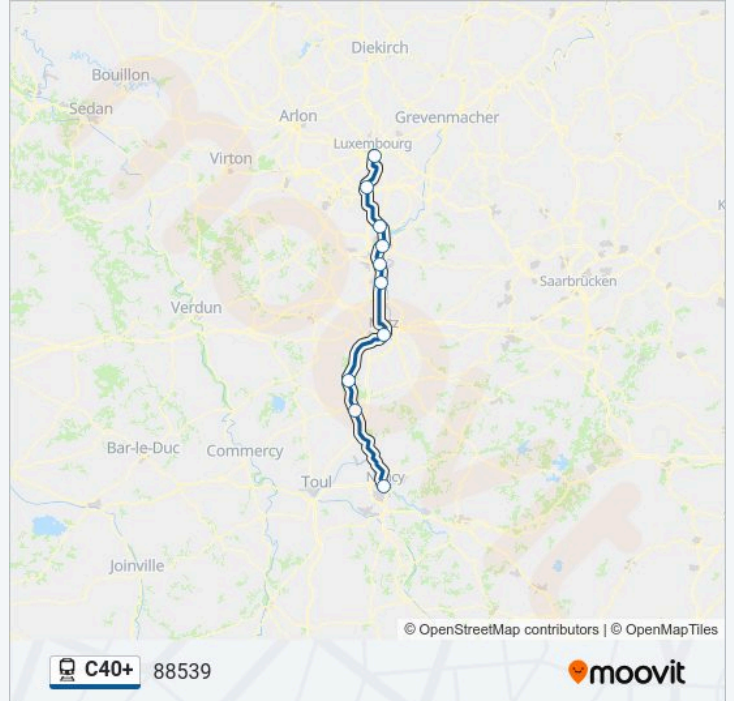 Diekirch
Bouillon
Sedan
Arlon
Grevenmacher
Luxembourg
Virton
Saarbrücken
Verdun
Bar-le-Duc
Commercy
Toul
Joinville
© OpenStreetMap contributors | © OpenMapTiles
C40+ 88539
moovit